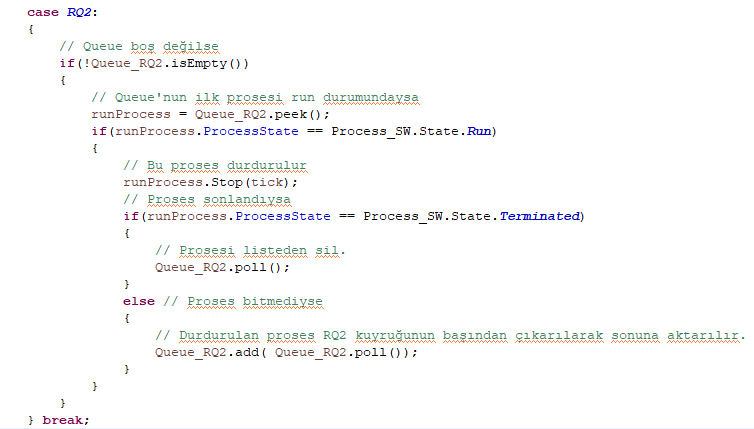 case RQ2:
{
    // Queue boş değilse
    if(!Queue_RQ2.isEmpty())
    {
        // Queue'nun ilk prosesi run durumundaysa
        runProcess = Queue_RQ2.peek();
        if(runProcess.ProcessState == Process_SW.State.Run)
        {
            // Bu proses durdurulur
            runProcess.Stop(tick);
            // Proses sonlandıysa
            if(runProcess.ProcessState == Process_SW.State.Terminated)
            {
                // Prosesi listeden sil.
                Queue_RQ2.poll();
            }
            else // Proses bitmediyse
            {
                // Durdurulan proses RQ2 kuyruğunun başından çıkarılarak sonuna aktarılır.
                Queue_RQ2.add( Queue_RQ2.poll());
            }
        }
    }
} break;